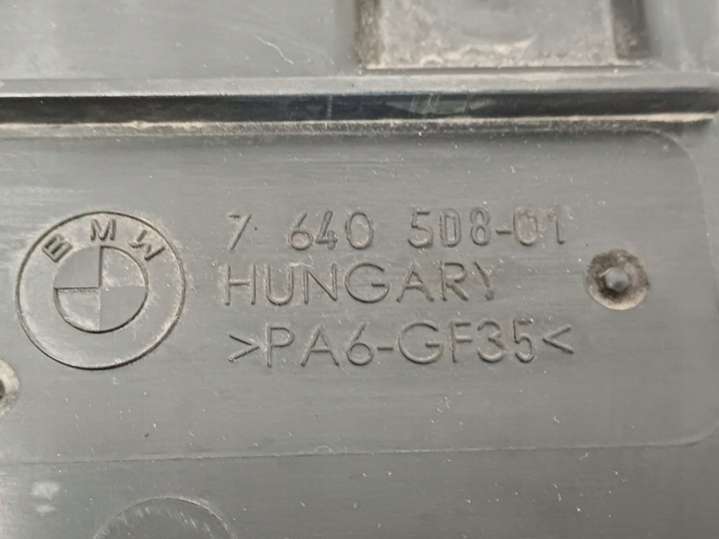 BMW
7 640 508-01
HUNGARY
>PA6-GF35<